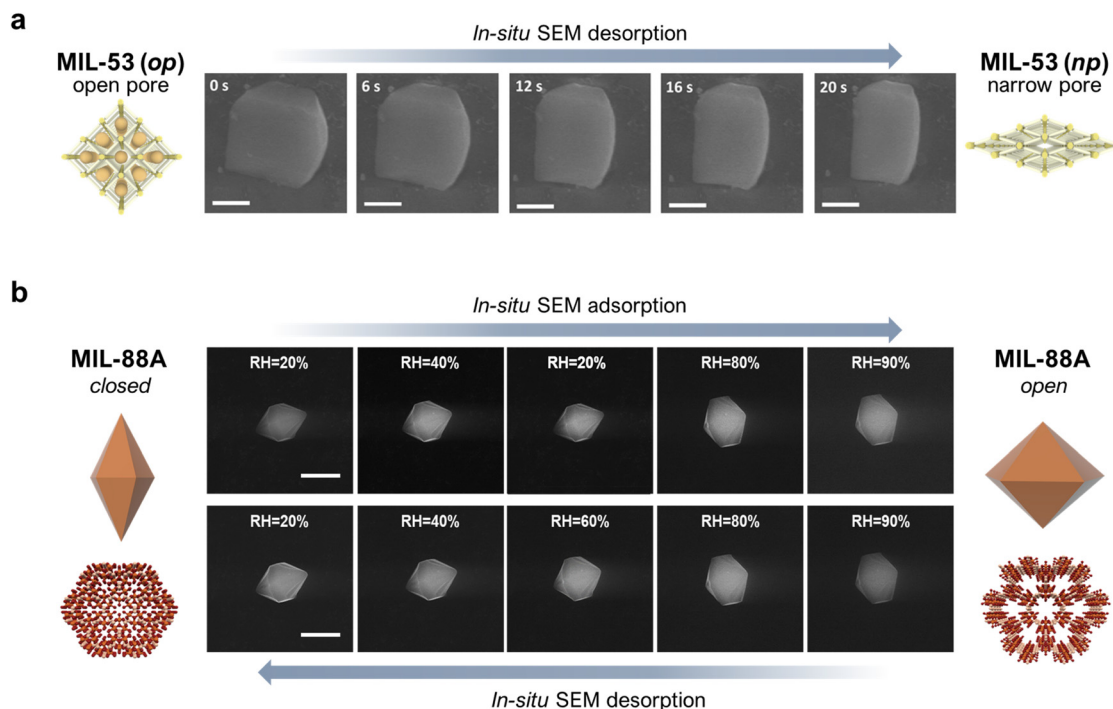 a
In-situ SEM desorption
MIL-53 (op)
open pore
0 s
6 s
12 s
16 s
20 s
MIL-53 (np)
narrow pore
b
In-situ SEM adsorption
MIL-88A
closed
RH=20%
RH=40%
RH=20%
RH=80%
RH=90%
MIL-88A
open
RH=20%
RH=40%
RH=60%
RH=80%
RH=90%
In-situ SEM desorption